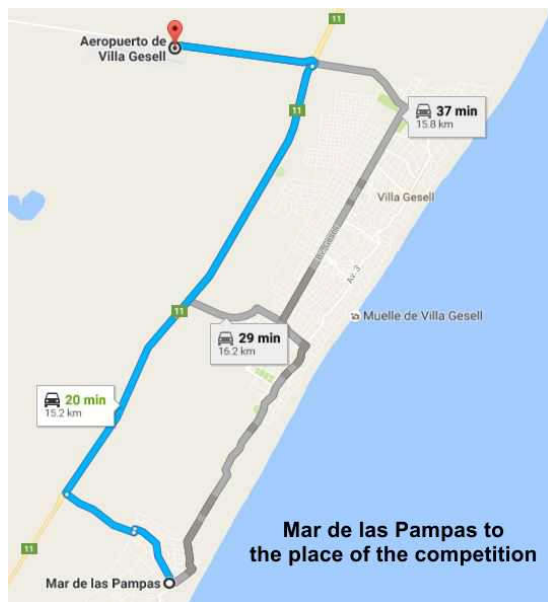 11
Aeropuerto de
Villa Gesell
11
37 min
15.8 km
Villa Gesell
Av. 3
Muelle de Villa Gesell
11
29 min
16.2 km
20 min
15.2 km
11
Mar de las Pampas
Mar de las Pampas to
the place of the competition